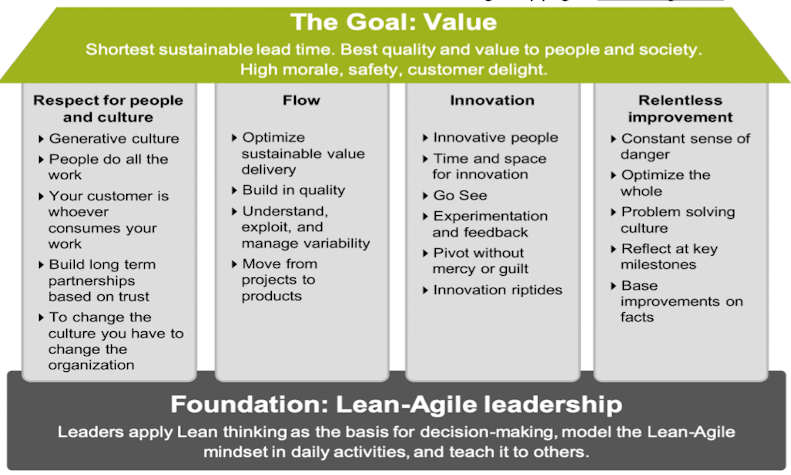 The Goal: Value
Shortest sustainable lead time. Best quality and value to people and society.
High morale, safety, customer delight.
Respect for people
and culture
Generative culture
People do all the
work
Your customer is
whoever
consumes your
work
Build long term
partnerships
based on trust
To change the
culture you have to
change the
organization
Flow
Optimize
sustainable value
delivery
Build in quality
Understand,
exploit, and
manage variability
Move from
projects to
products
Innovation
Innovative people
Time and space
for innovation
Go See
Experimentation
and feedback
Pivot without
mercy or guilt
Innovation riptides
Relentless
improvement
Constant sense of
danger
Optimize the
whole
Problem solving
culture
Reflect at key
milestones
Base
improvements on
facts
Foundation: Lean-Agile leadership
Leaders apply Lean thinking as the basis for decision-making, model the Lean-Agile
mindset in daily activities, and teach it to others.